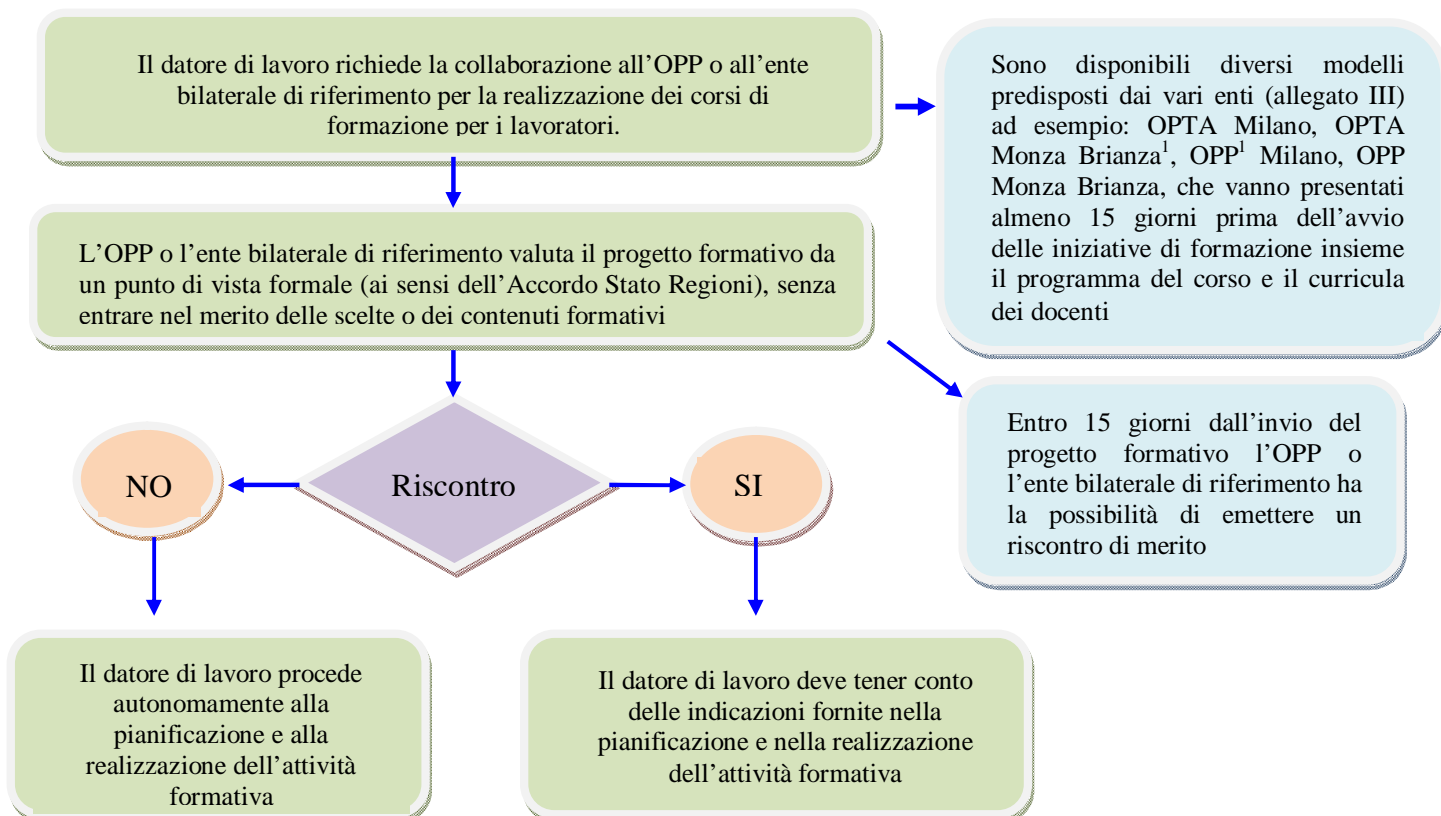 Il datore di lavoro richiede la collaborazione all’OPP o all’ente
bilaterale di riferimento per la realizzazione dei corsi di
formazione per i lavoratori.
Sono disponibili diversi modelli
predisposti dai vari enti (allegato III)
ad esempio: OPTA Milano, OPTA
Monza Brianza¹, OPP¹ Milano, OPP
Monza Brianza, che vanno presentati
almeno 15 giorni prima dell’avvio
delle iniziative di formazione insieme
il programma del corso e il curricula
dei docenti
L’OPP o l’ente bilaterale di riferimento valuta il progetto formativo da
un punto di vista formale (ai sensi dell’Accordo Stato Regioni), senza
entrare nel merito delle scelte o dei contenuti formativi
Entro 15 giorni dall’invio del
progetto formativo l’OPP o
l’ente bilaterale di riferimento ha
la possibilità di emettere un
riscontro di merito
NO
Riscontro
SI
Il datore di lavoro procede
autonomamente alla
pianificazione e alla
realizzazione dell’attività
formativa
Il datore di lavoro deve tener conto
delle indicazioni fornite nella
pianificazione e nella realizzazione
dell’attività formativa